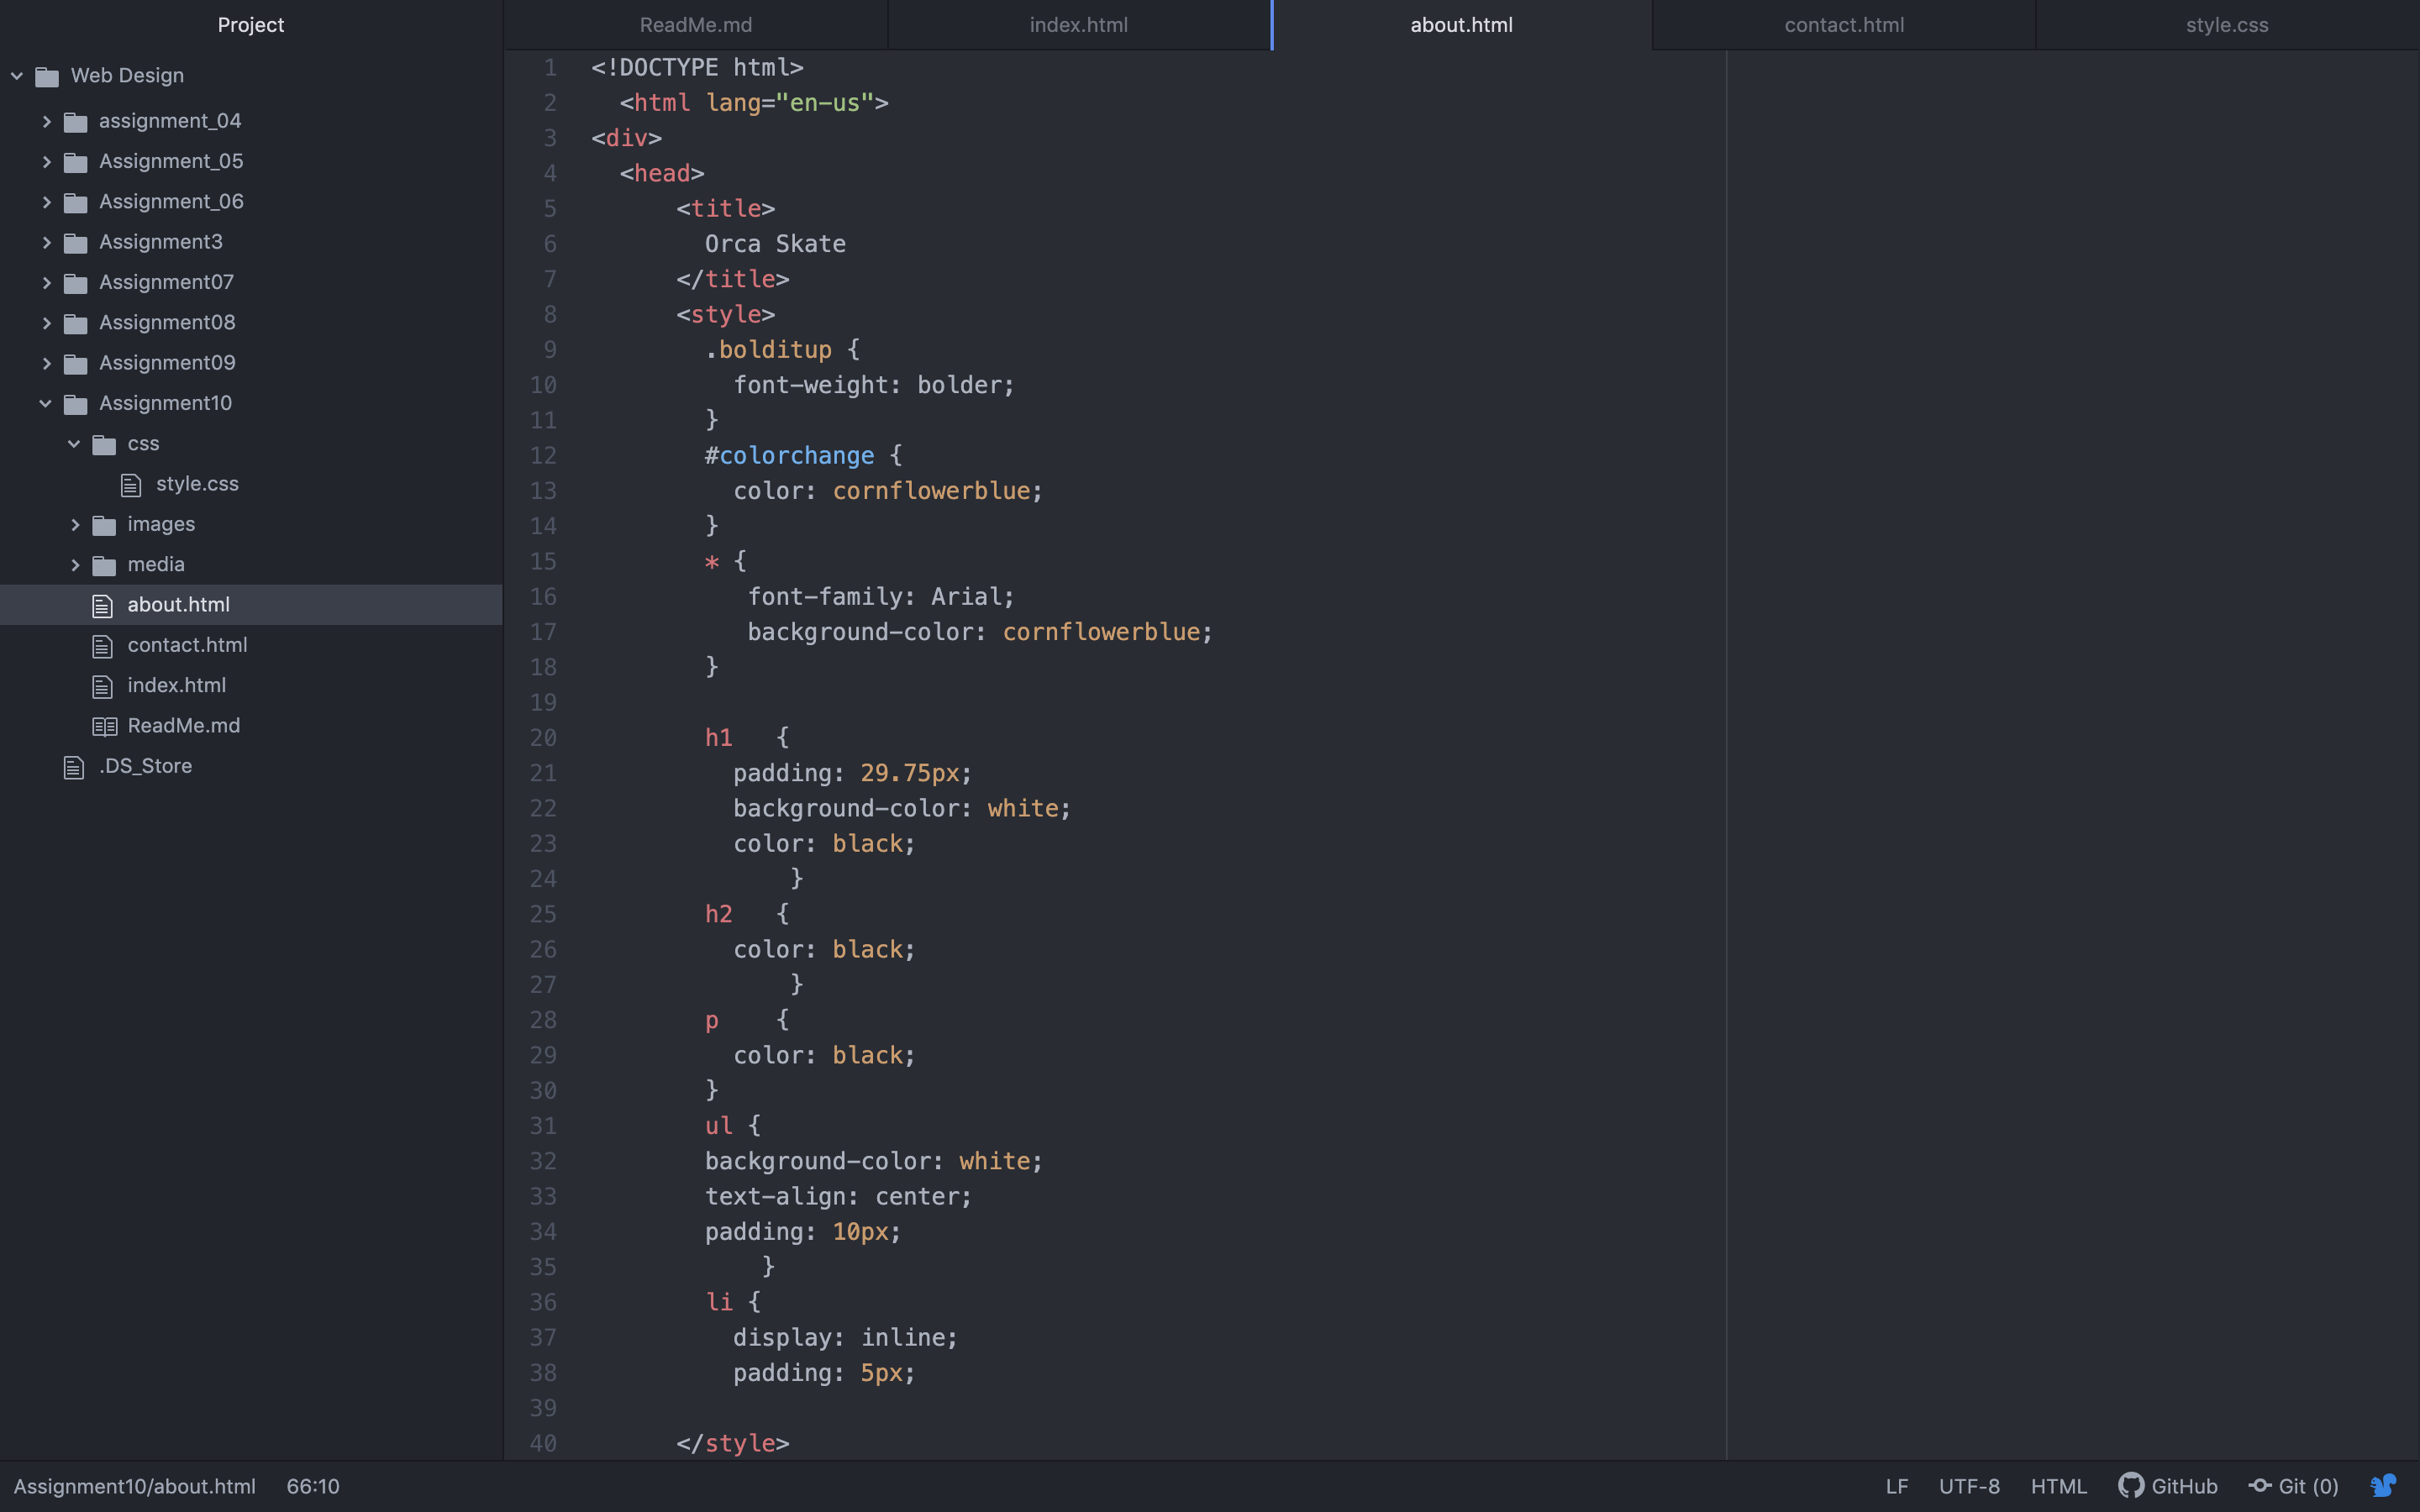 Project
Web Design
assignment_04
Assignment_05
Assignment_06
Assignment3
Assignment07
Assignment08
Assignment09
Assignment10
css
style.css
images
media
about.html
contact.html
index.html
ReadMe.md
.DS_Store
ReadMe.md
index.html
about.html
contact.html
style.css
1 <!DOCTYPE html>
2   <html lang="en-us">
3 <div>
4   <head>
5       <title>
6         Orca Skate
7       </title>
8       <style>
9         .bolditup {
10           font-weight: bolder;
11         }
12         #colorchange {
13           color: cornflowerblue;
14         }
15         * {
16            font-family: Arial;
17            background-color: cornflowerblue;
18         }
19
20         h1   {
21           padding: 29.75px;
22           background-color: white;
23           color: black;
24               }
25         h2   {
26           color: black;
27               }
28         p    {
29           color: black;
30         }
31         ul {
32         background-color: white;
33         text-align: center;
34         padding: 10px;
35             }
36         li {
37           display: inline;
38           padding: 5px;
39
40       </style>
Assignment10/about.html 66:10
LF UTF-8 HTML GitHub Git (0)